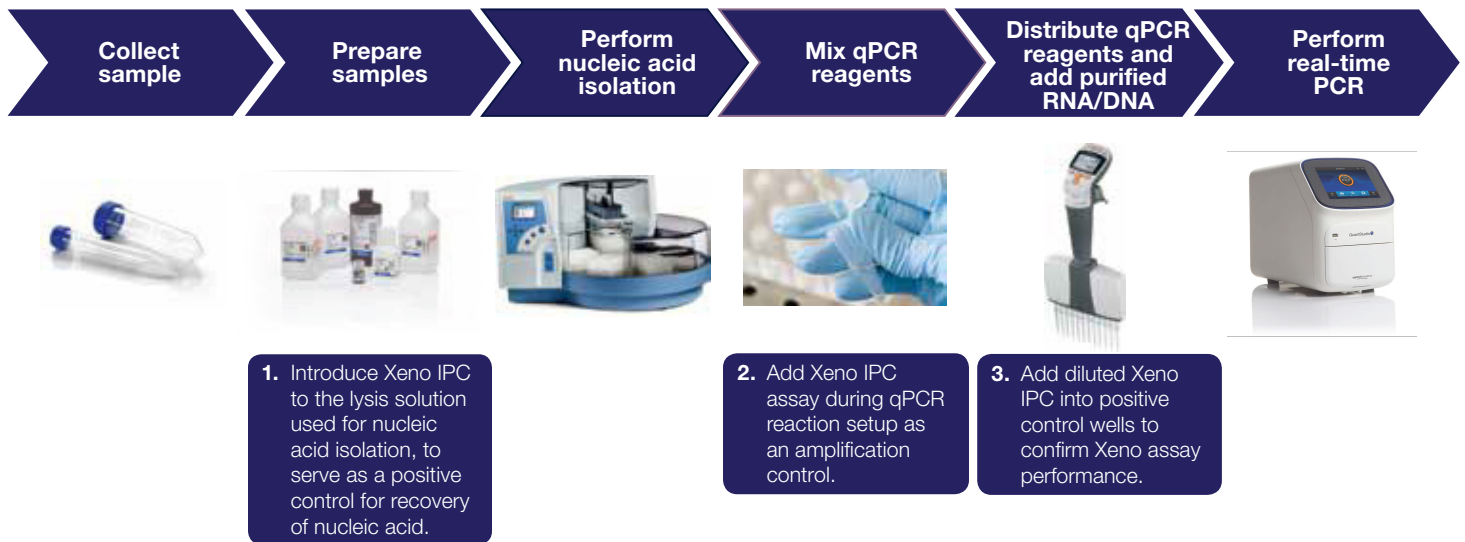 Collect
sample
Prepare
samples
Perform
nucleic acid
isolation
Mix qPCR
reagents
Distribute qPCR
reagents and
add purified
RNA/DNA
Perform
real-time
PCR
1. Introduce Xeno IPC
to the lysis solution
used for nucleic
acid isolation, to
serve as a positive
control for recovery
of nucleic acid.
2. Add Xeno IPC
assay during qPCR
reaction setup as
an amplification
control.
3. Add diluted Xeno
IPC into positive
control wells to
confirm Xeno assay
performance.